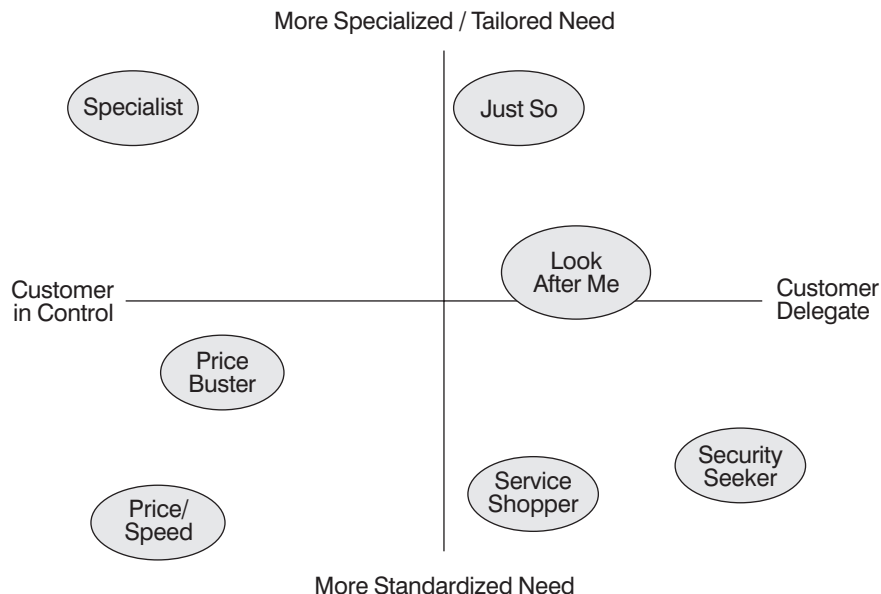 More Specialized / Tailored Need
Specialist
Just So
Look
After Me
Customer
in Control
Customer
Delegate
Price
Buster
Security
Seeker
Service
Shopper
Price/
Speed
More Standardized Need